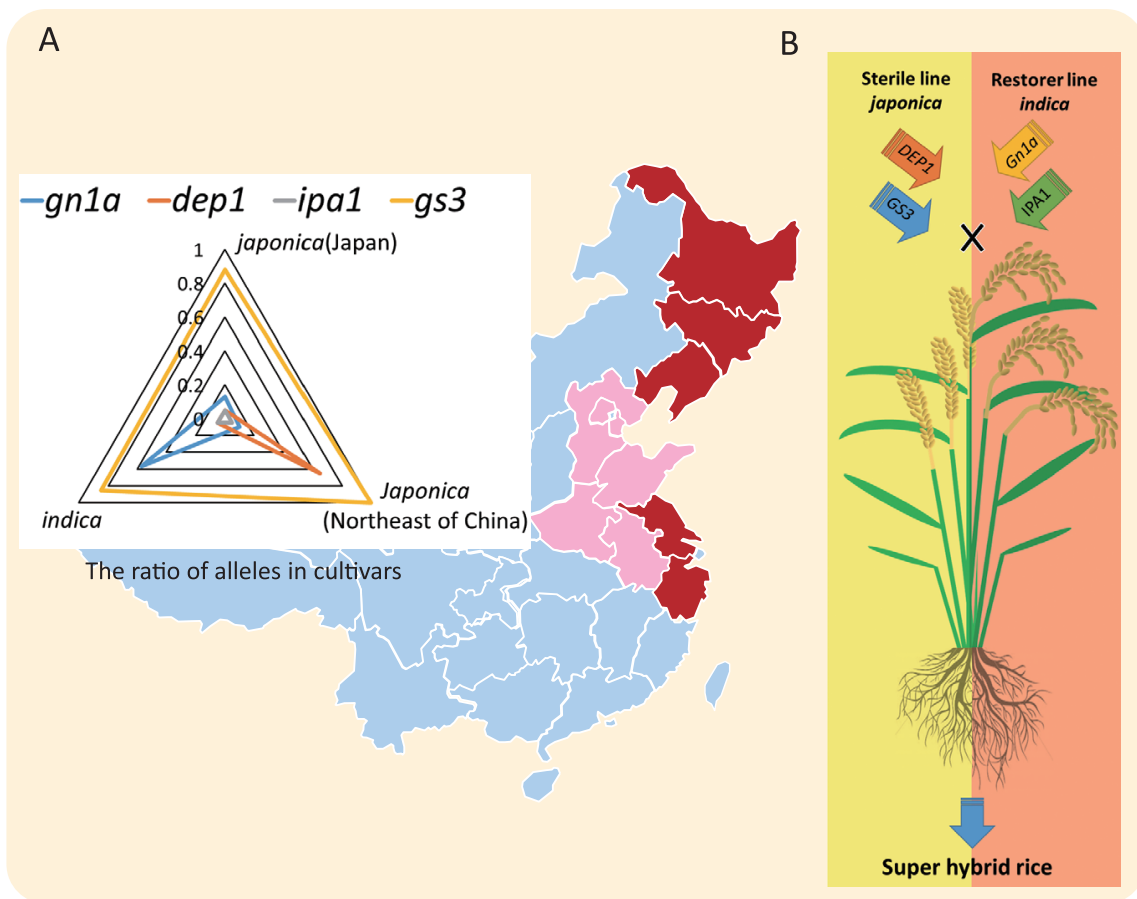 A
gn1a dep1 ipa1 gs3
japonica(Japan)
1
0.8
0.6
0.4
0.2
0
indica
Japonica
(Northeast of China)
The ratio of alleles in cultivars
B
Sterile line
japonica
Restorer line
indica
DEP1
GS3
Gn1a
IPA1
X
Super hybrid rice